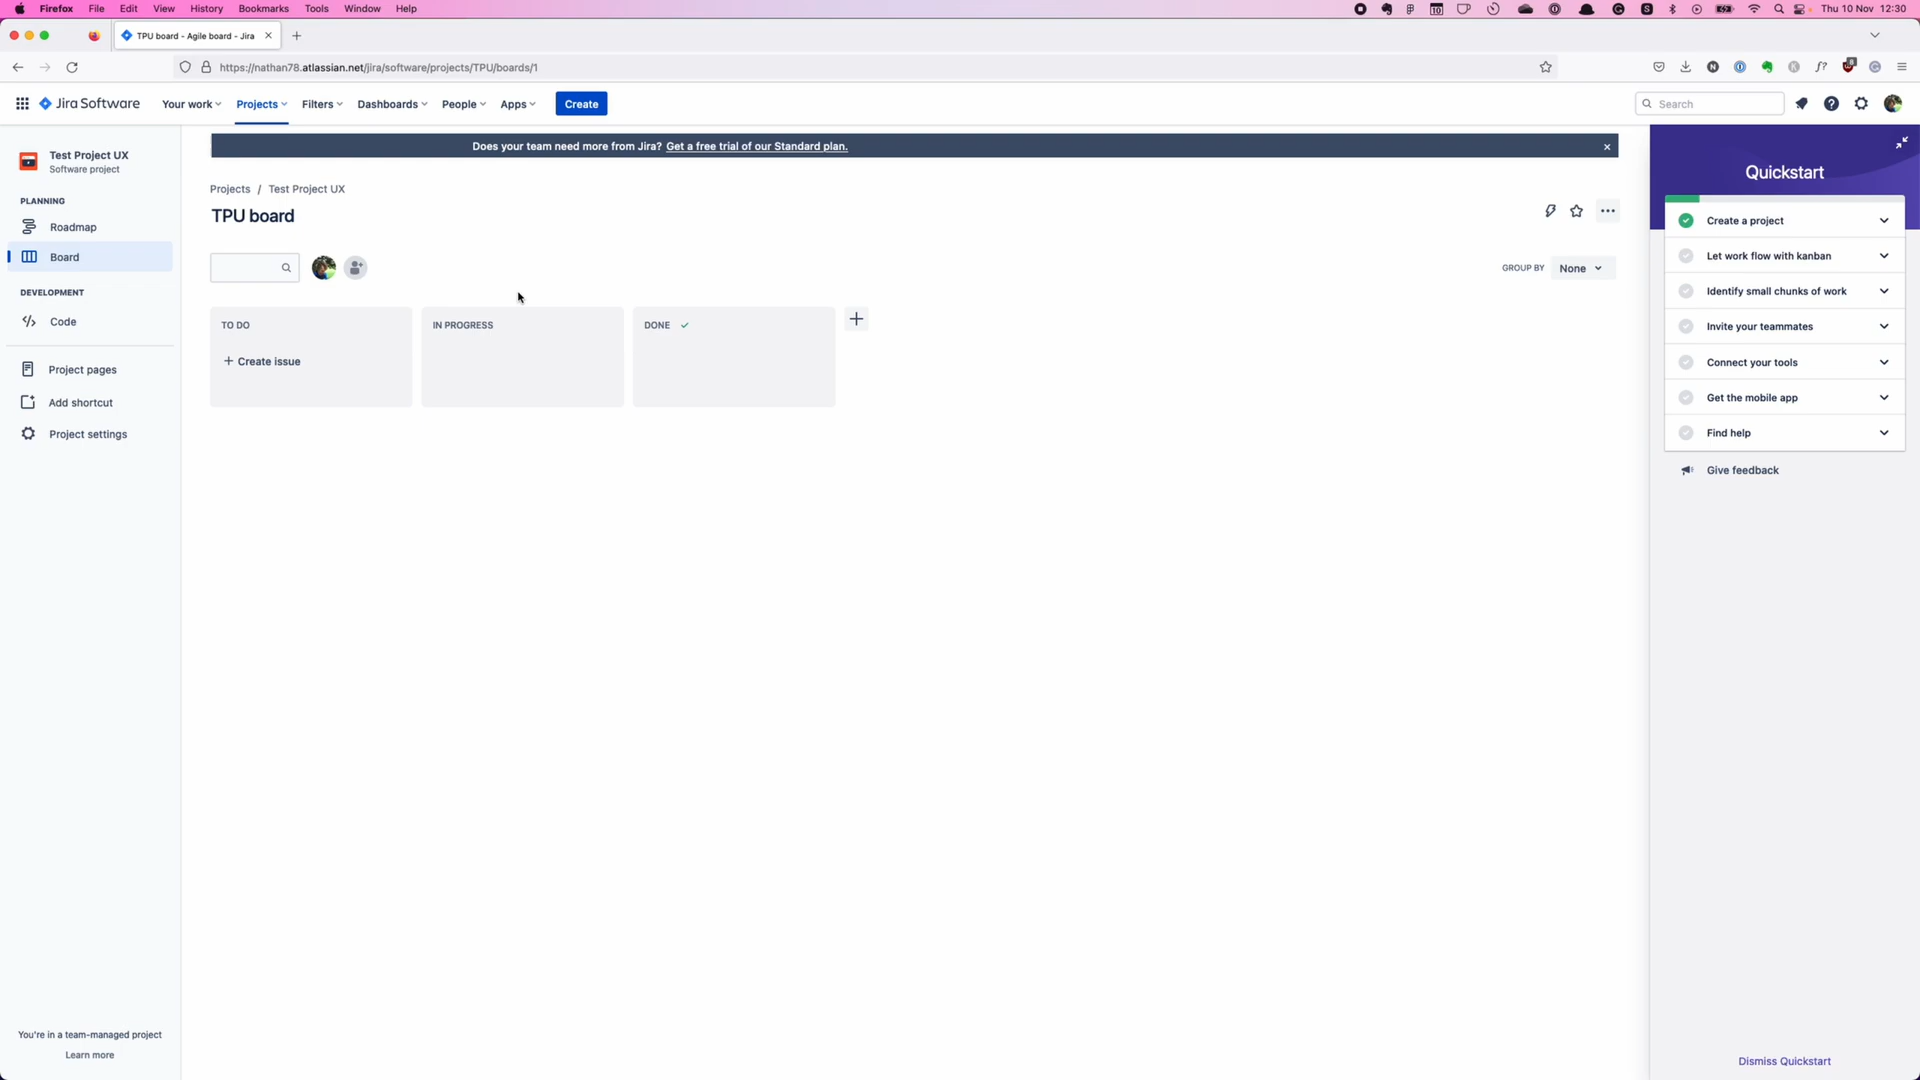 Firefox File Edit View History Bookmarks Tools Window Help Thu 10 Nov 12:30
TPU board - Agile board - Jira
https://nathan78.atlassian.net/jira/software/projects/TPU/boards/1
Jira Software Your work Projects Filters Dashboards People Apps Create Search
Test Project UX
Software project
PLANNING
Roadmap
Board
DEVELOPMENT
Code
Project pages
Add shortcut
Project settings
You're in a team-managed project
Learn more
Does your team need more from Jira? Get a free trial of our Standard plan.
Projects / Test Project UX
TPU board
GROUP BY None
TO DO
+ Create issue
IN PROGRESS
DONE
Quickstart
Create a project
Let work flow with kanban
Identify small chunks of work
Invite your teammates
Connect your tools
Get the mobile app
Find help
Give feedback
Dismiss Quickstart